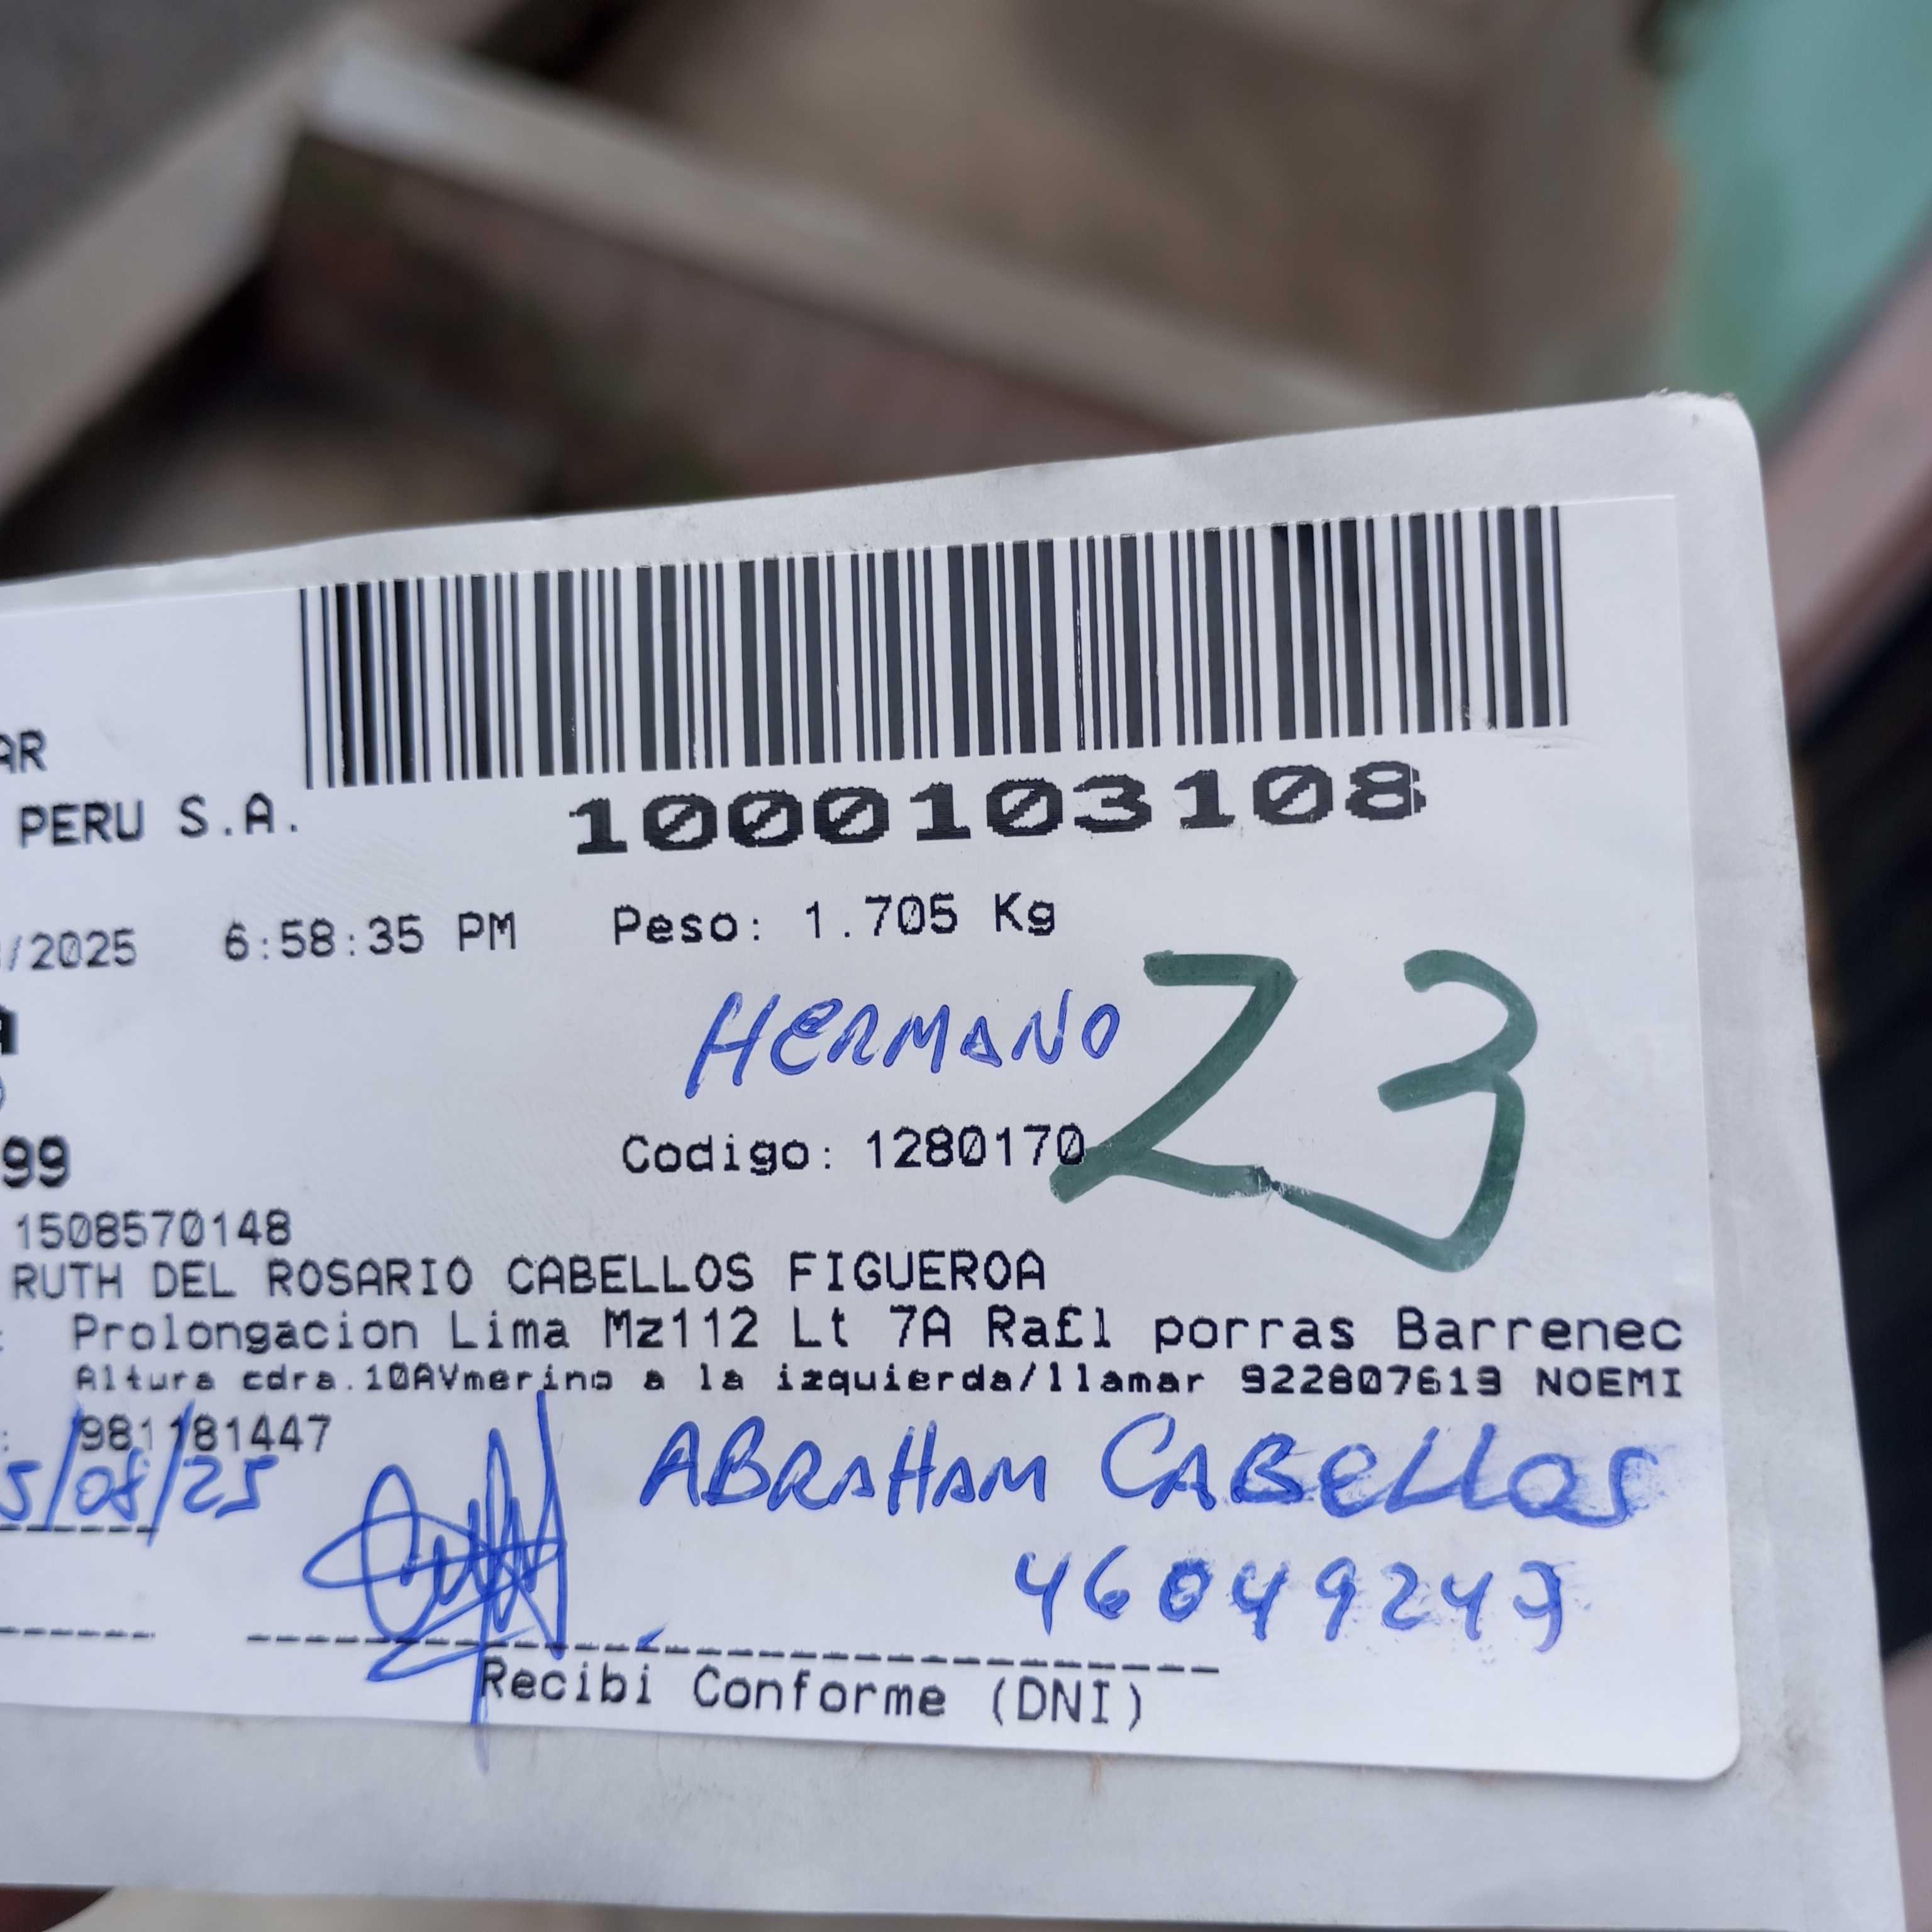 AR
PERU S.A.
1000103108
/2025 6:58:35 PM Peso: 1.705 Kg
HERMANO
Z3
A
99
Codigo: 1280170
1508570148
RUTH DEL ROSARIO CABELLOS FIGUEROA
: Prolongacion Lima Mz112 Lt 7A Ra£l porras Barrenec
Altura cdra.10AVmerino a la izquierda/llamar 922807619 NOEMI
: 981181447
5/08/25
ABRAHAM CABELLOS
46049243
Recibí Conforme (DNI)